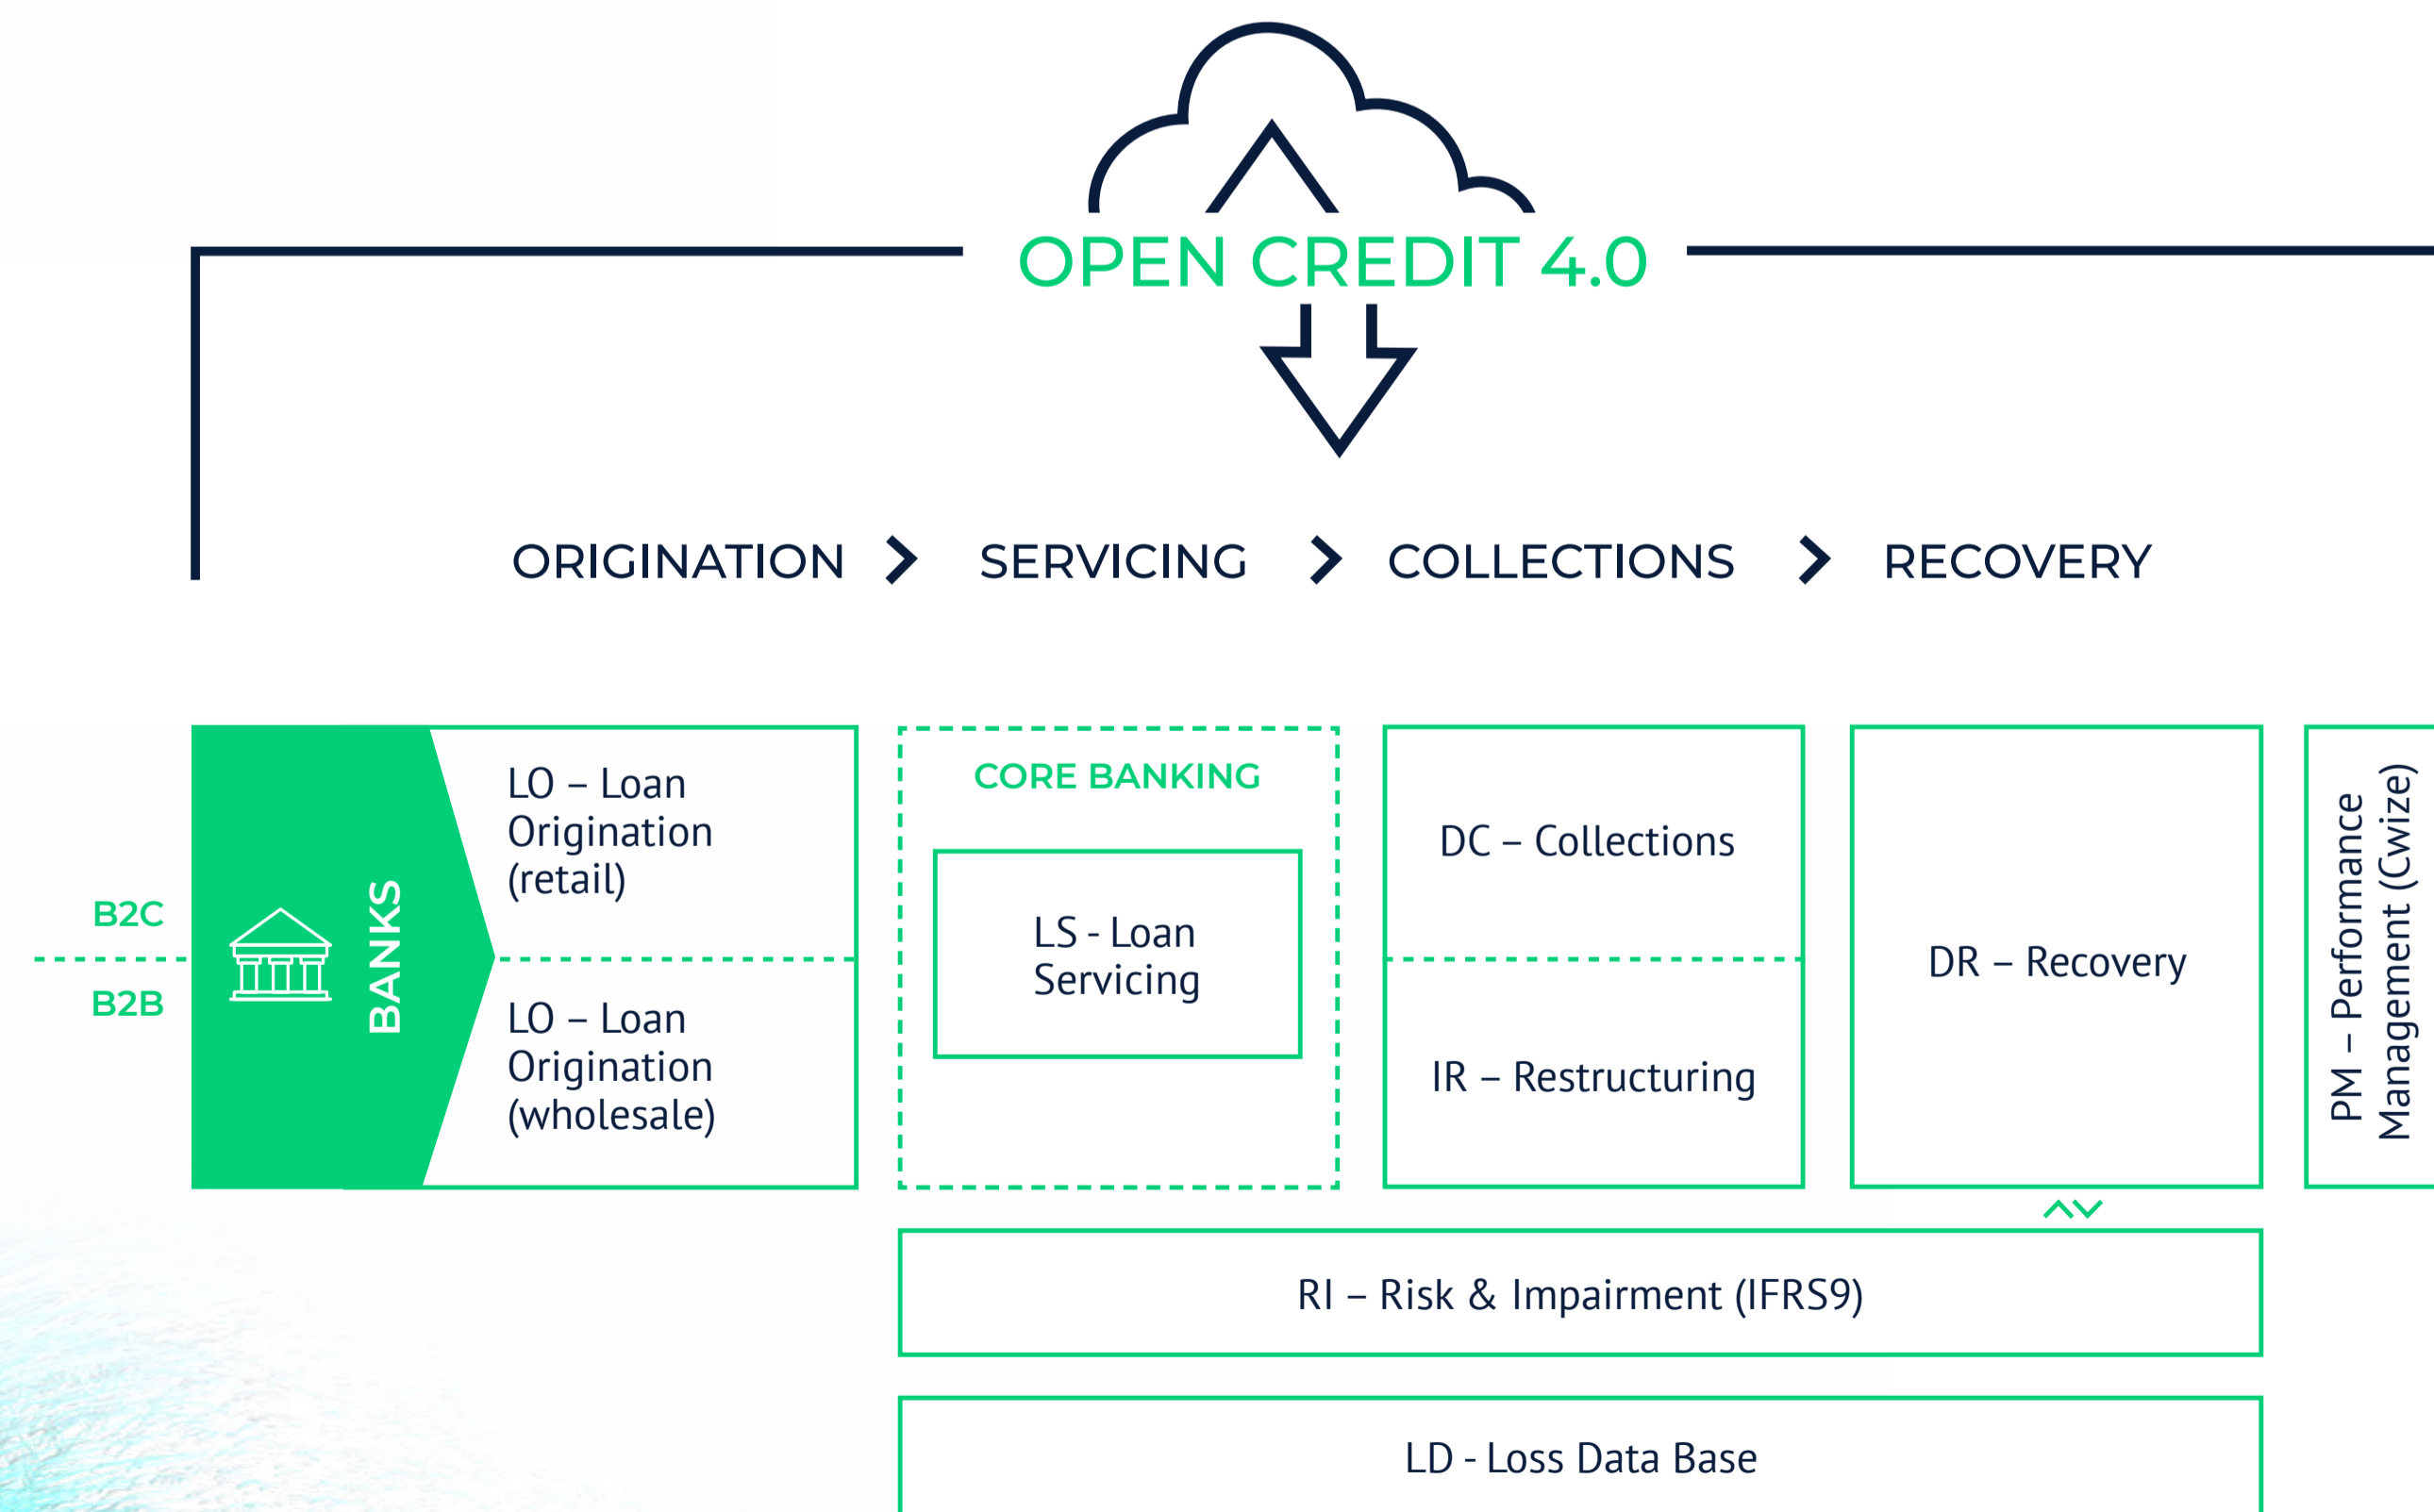 OPEN CREDIT 4.0
ORIGINATION
SERVICING
COLLECTIONS
RECOVERY
B2C
B2B
BANKS
LO – Loan
Origination
(retail)
LO – Loan
Origination
(wholesale)
CORE BANKING
LS - Loan
Servicing
DC – Collections
IR – Restructuring
DR – Recovery
PM – Performance
Management (Cwize)
RI – Risk & Impairment (IFRS9)
LD - Loss Data Base